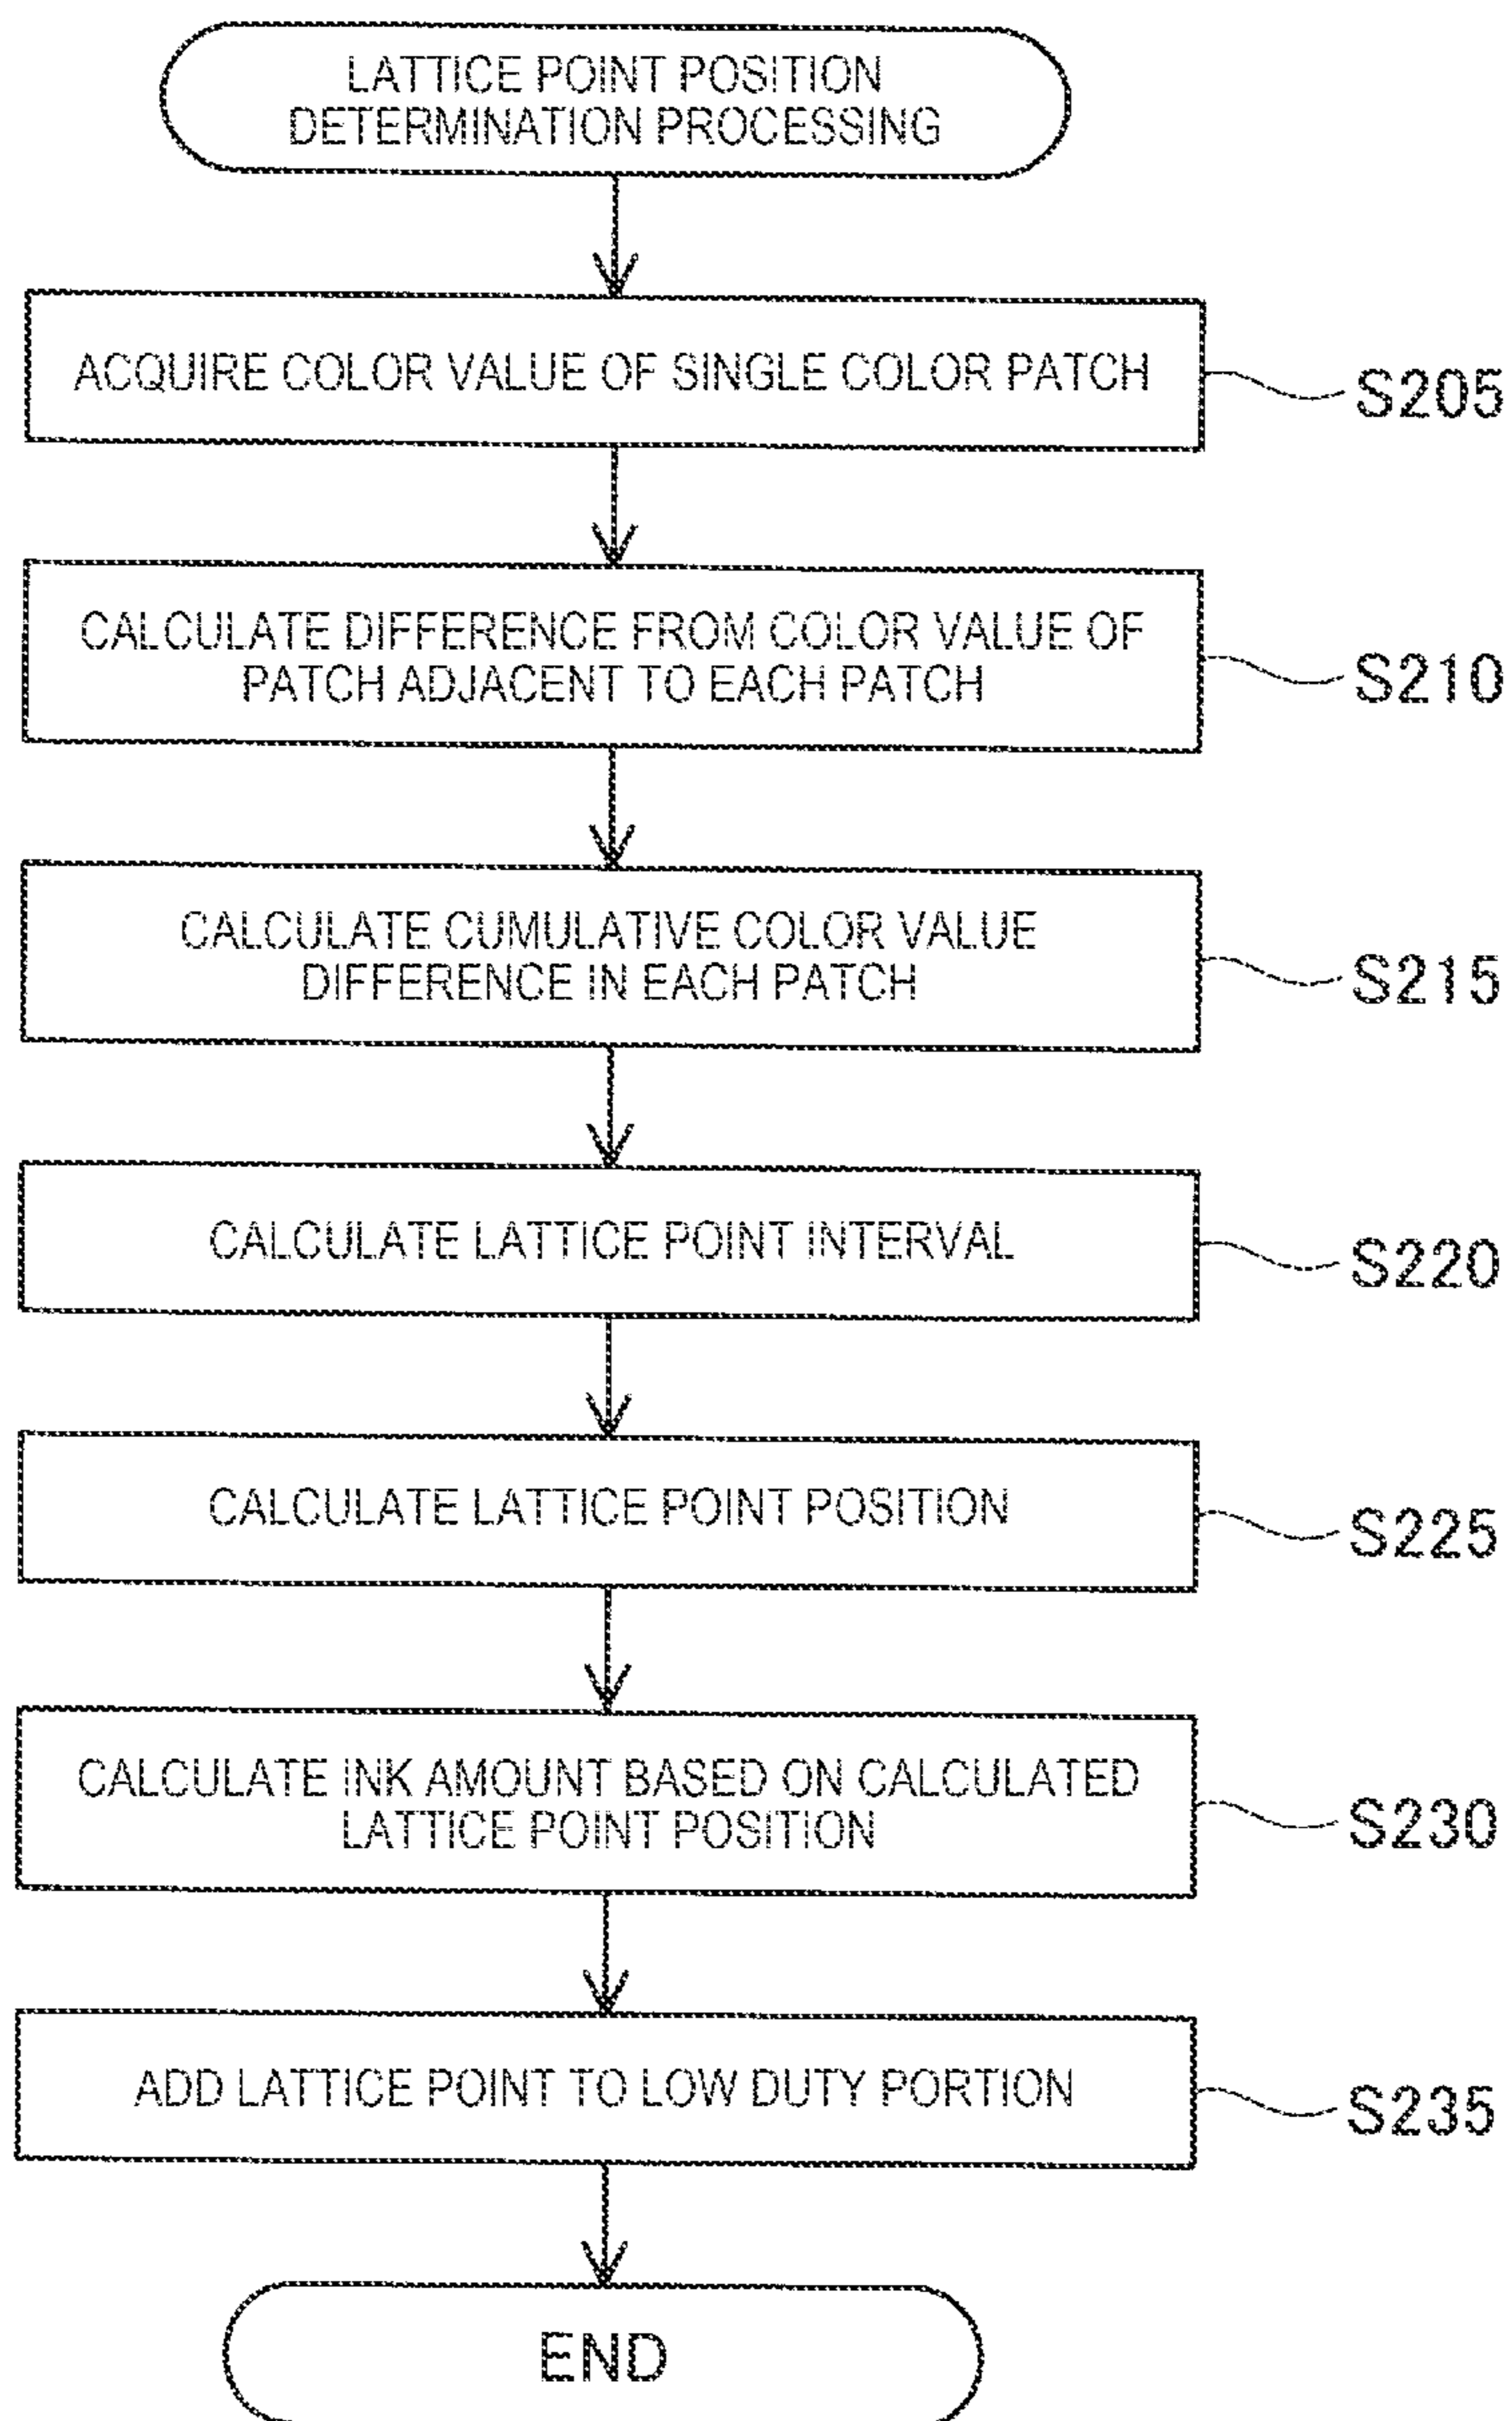 LATTICE POINT POSITION
DETERMINATION PROCESSING
ACQUIRE COLOR VALUE OF SINGLE COLOR PATCH
S205
CALCULATE DIFFERENCE FROM COLOR VALUE OF
PATCH ADJACENT TO EACH PATCH
S210
CALCULATE CUMULATIVE COLOR VALUE
DIFFERENCE IN EACH PATCH
S215
CALCULATE LATTICE POINT INTERVAL
S220
CALCULATE LATTICE POINT POSITION
S225
CALCULATE INK AMOUNT BASED ON CALCULATED
LATTICE POINT POSITION
S230
ADD LATTICE POINT TO LOW DUTY PORTION
S235
END